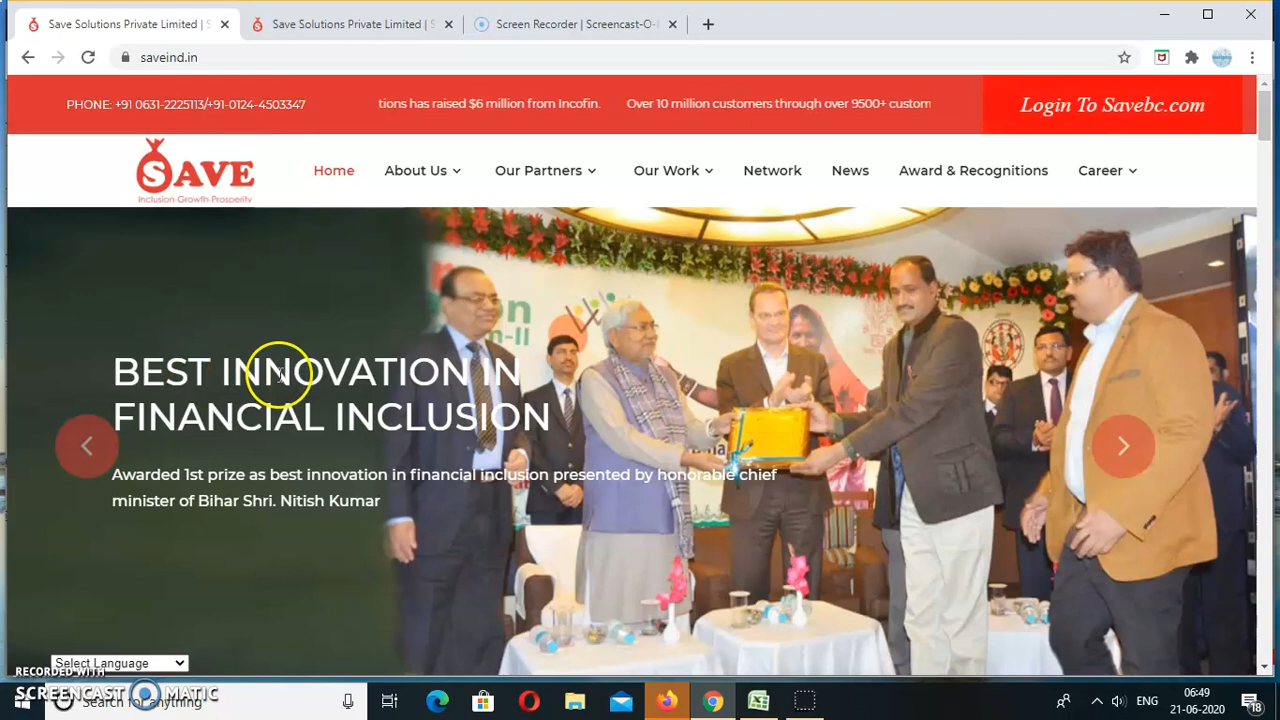 Save Solutions Private Limited | S
Save Solutions Private Limited | S
Screen Recorder | Screencast-O-
saveind.in
PHONE: +91 0631-2225113/+91-0124-4503347
tions has raised $6 million from Incofin. Over 10 million customers through over 9500+ custom
Login To Savebc.com
SAVE
Inclusion-Growth-Prosperity
Home
About Us
Our Partners
Our Work
Network
News
Award & Recognitions
Career
BEST INNOVATION IN
FINANCIAL INCLUSION
Awarded 1st prize as best innovation in financial inclusion presented by honorable chief
minister of Bihar Shri. Nitish Kumar
Select Language
RECORDED WITH
SCREENCAST MATIC
Search for anything
ENG
06:49
21-06-2020
18